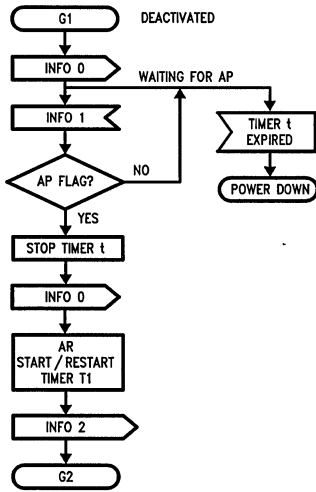 G1
DEACTIVATED
INFO 0
WAITING FOR AP
INFO 1
TIMER t
EXPIRED
AP FLAG?
NO
POWER DOWN
YES
STOP TIMER t
INFO 0
AR
START/RESTART
TIMER T1
INFO 2
G2